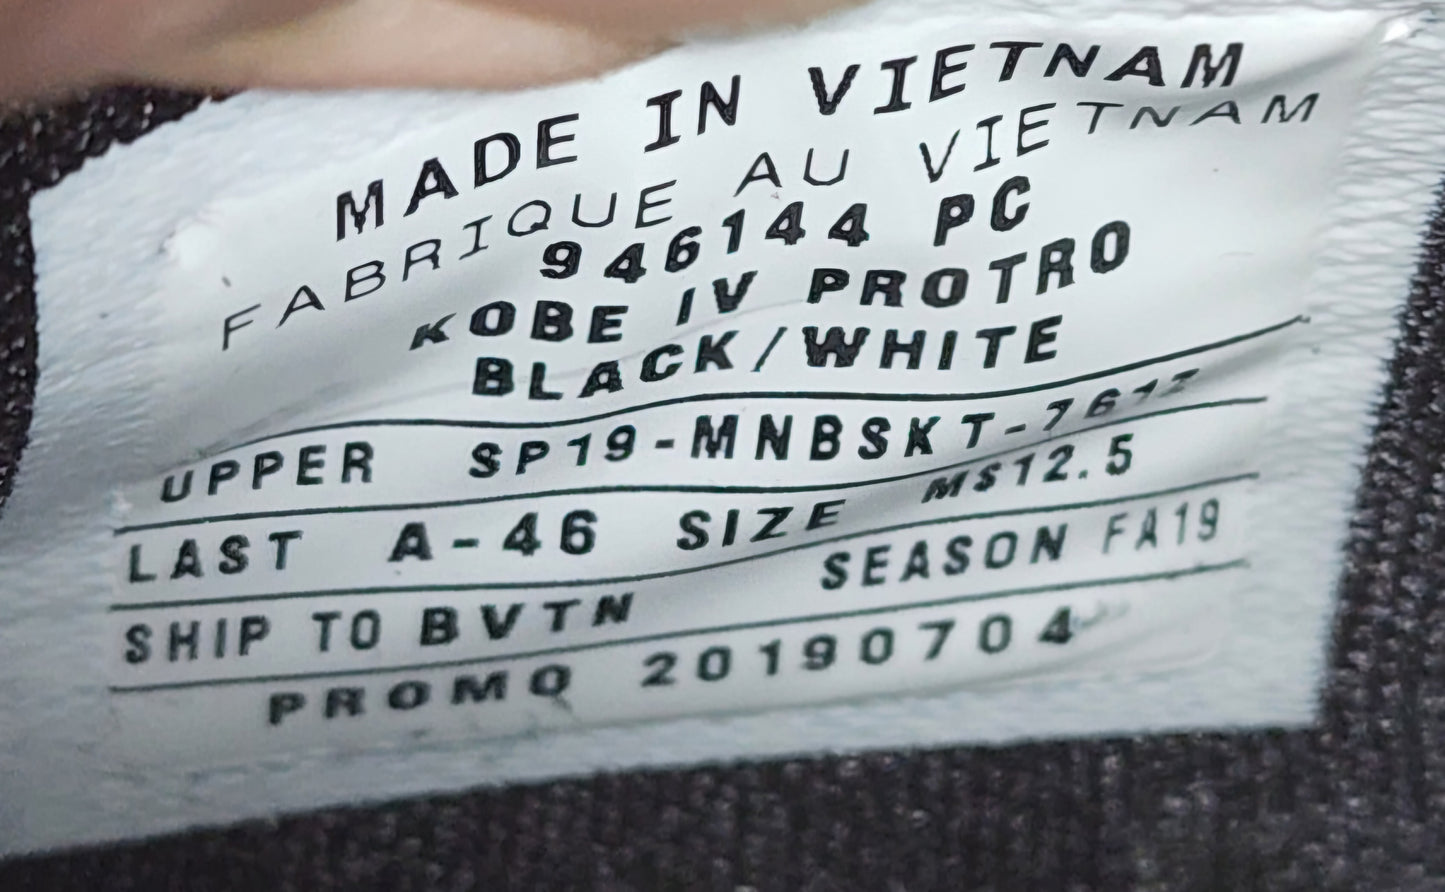 MADE IN VIETNAM
FABRIQUE AU VIETNAM
946144 PC
KOBE IV PROTRO
BLACK/WHITE
UPPER SP19-MNBSKT-7617
LAST A-46 SIZE MS12.5
SHIP TO BVTN SEASON FA19
PROMO 20190704